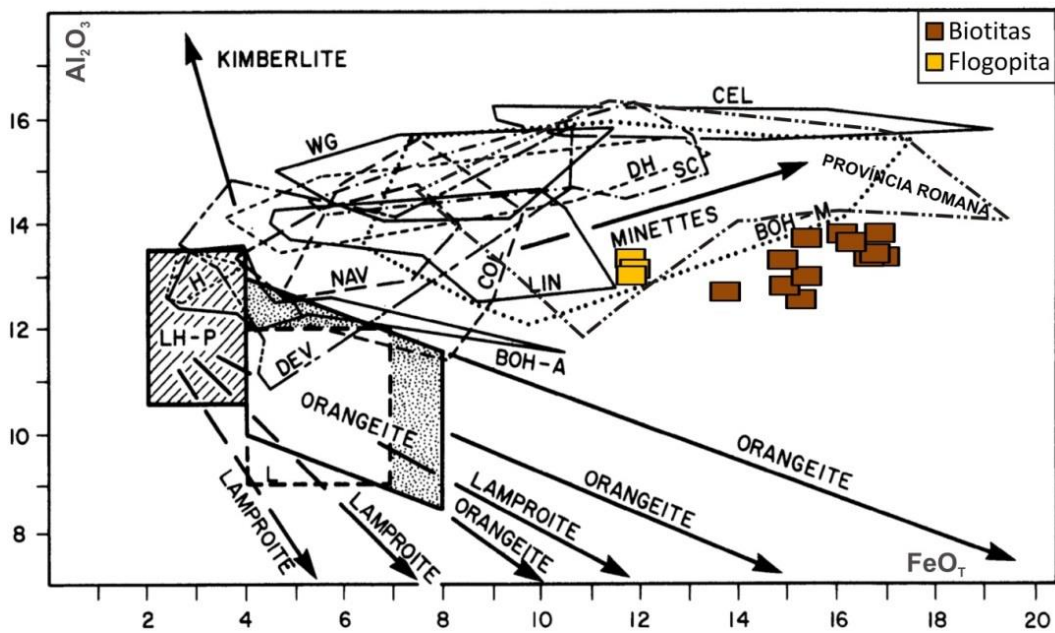 Al₂O₃
KIMBERLITE
Biotitas
Flogopita
16
14
12
10
8
CEL
WG
DH
SC
PROVÍNCIA ROMANA
MINETTES
BOH-M
COL
NAV
LIN
H
LH-P
DEV
BOH-A
ORANGEITE
ORANGEITE
L
LAMPROITE
ORANGEITE
LAMPROITE
LAMPROITE
ORANGEITE
FeOT
2 4 6 8 10 12 14 16 18 20